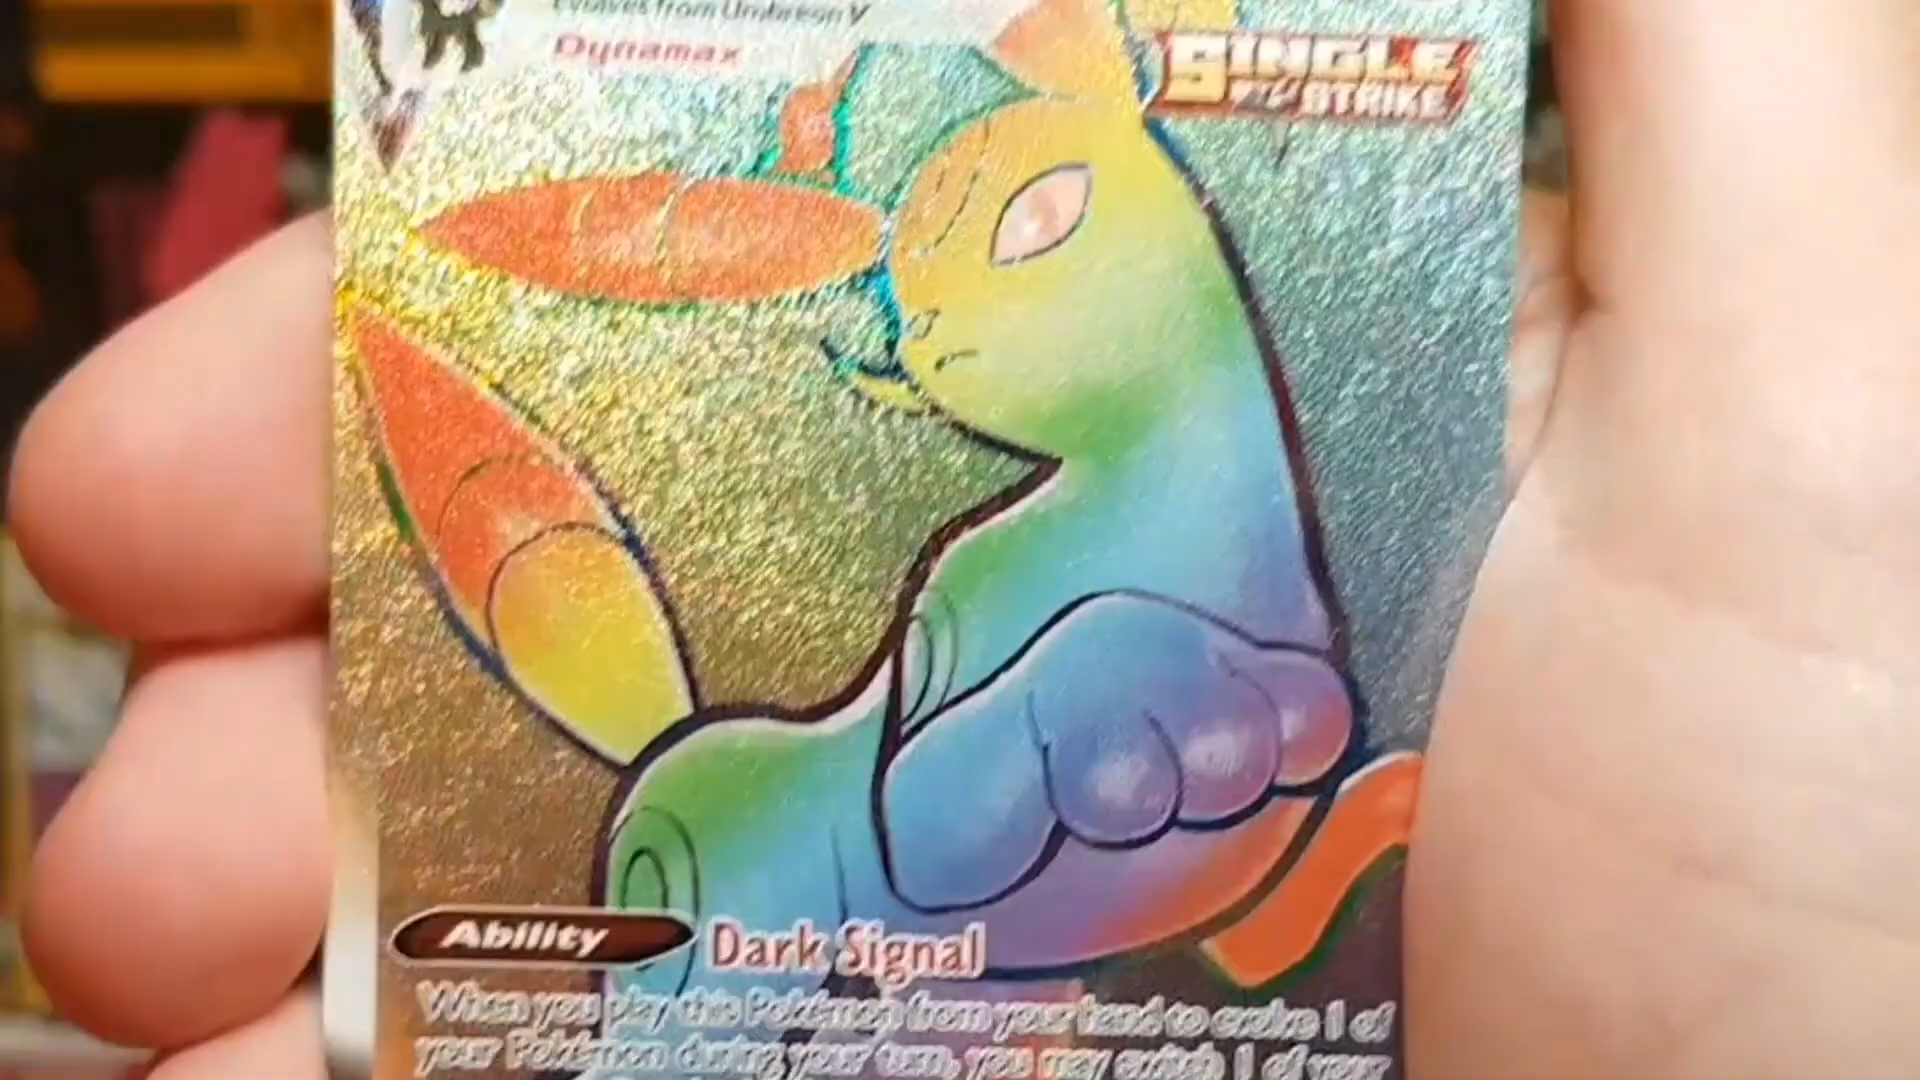 Evolves from Umbreon V
Dynamax
SINGLE
STRIKE
Ability Dark Signal
When you play this Pokémon from your hand to evolve 1 of
your Pokémon during your turn, you may switch 1 of your